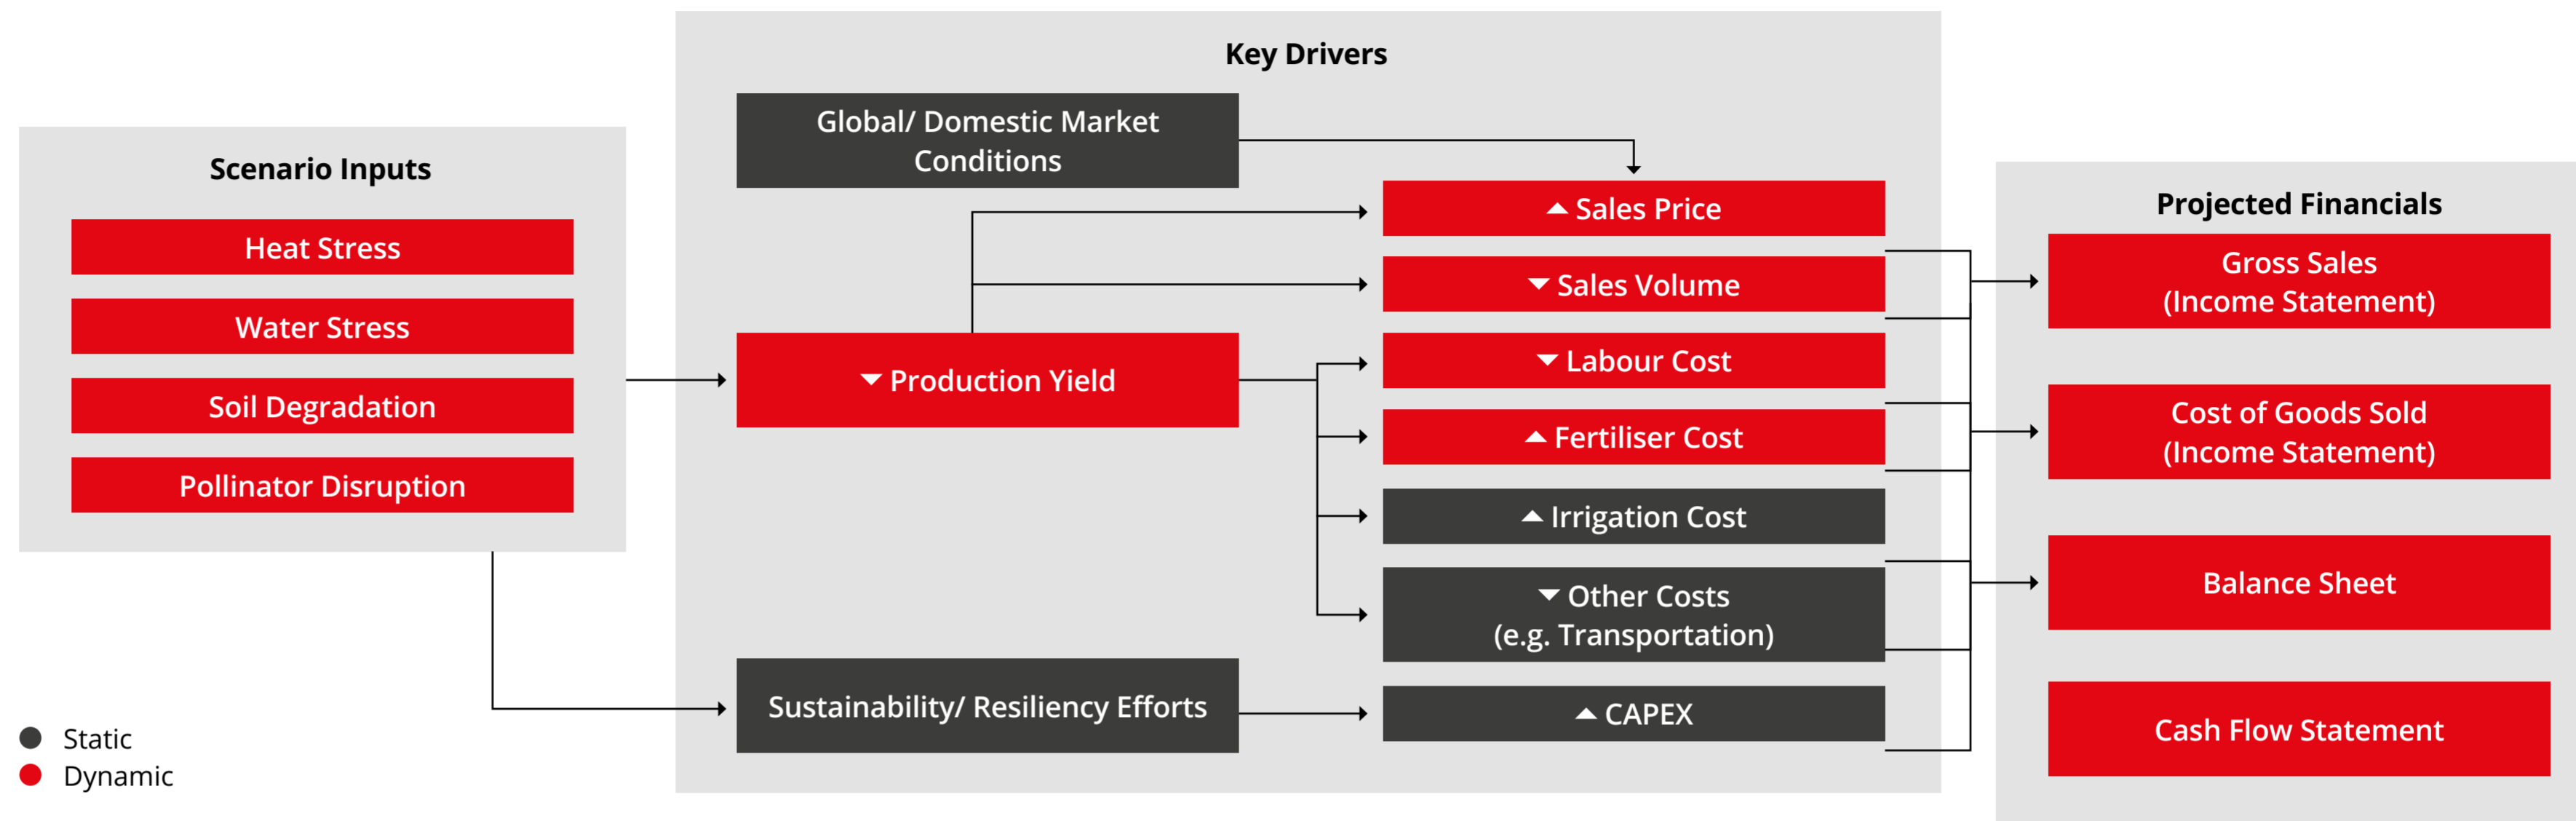 Scenario Inputs
Heat Stress
Water Stress
Soil Degradation
Pollinator Disruption
Key Drivers
Global/ Domestic Market
Conditions
▼ Production Yield
Sustainability/ Resiliency Efforts
▲ Sales Price
▼ Sales Volume
▼ Labour Cost
▲ Fertiliser Cost
▲ Irrigation Cost
▼ Other Costs
(e.g. Transportation)
▲ CAPEX
Projected Financials
Gross Sales
(Income Statement)
Cost of Goods Sold
(Income Statement)
Balance Sheet
Cash Flow Statement
Static
Dynamic